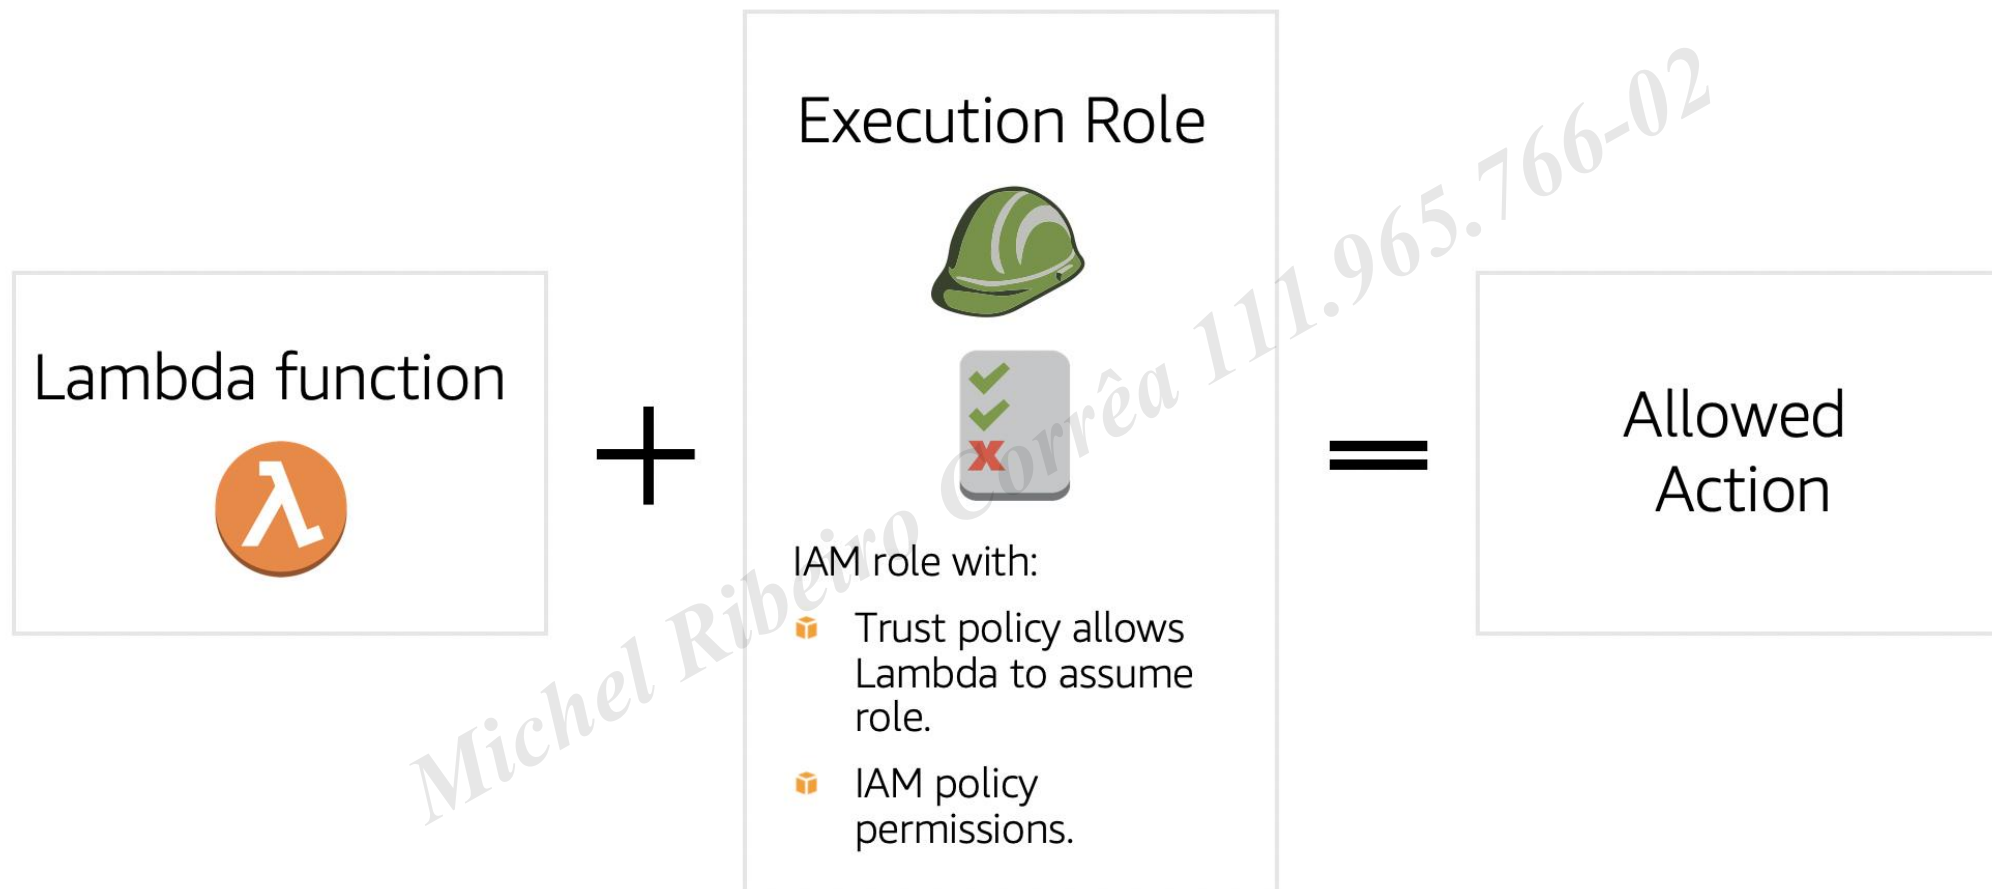 Lambda function
Execution Role
IAM role with:
Trust policy allows
Lambda to assume
role.
IAM policy
permissions.
Allowed
Action
Michel Ribeiro Corrêa 111.965.766-02